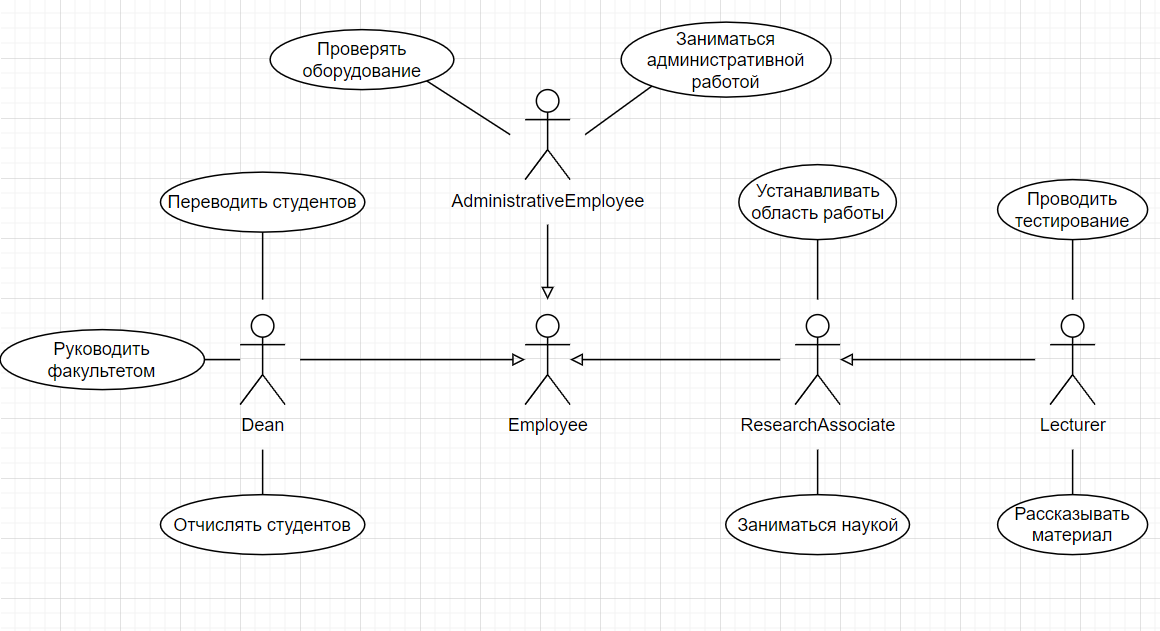 Проверять
оборудование
Заниматься
административной
работой
AdministrativeEmployee
Переводить студентов
Устанавливать
область работы
Проводить
тестирование
Руководить
факультетом
Dean
Employee
ResearchAssociate
Lecturer
Отчислять студентов
Заниматься наукой
Рассказывать
материал